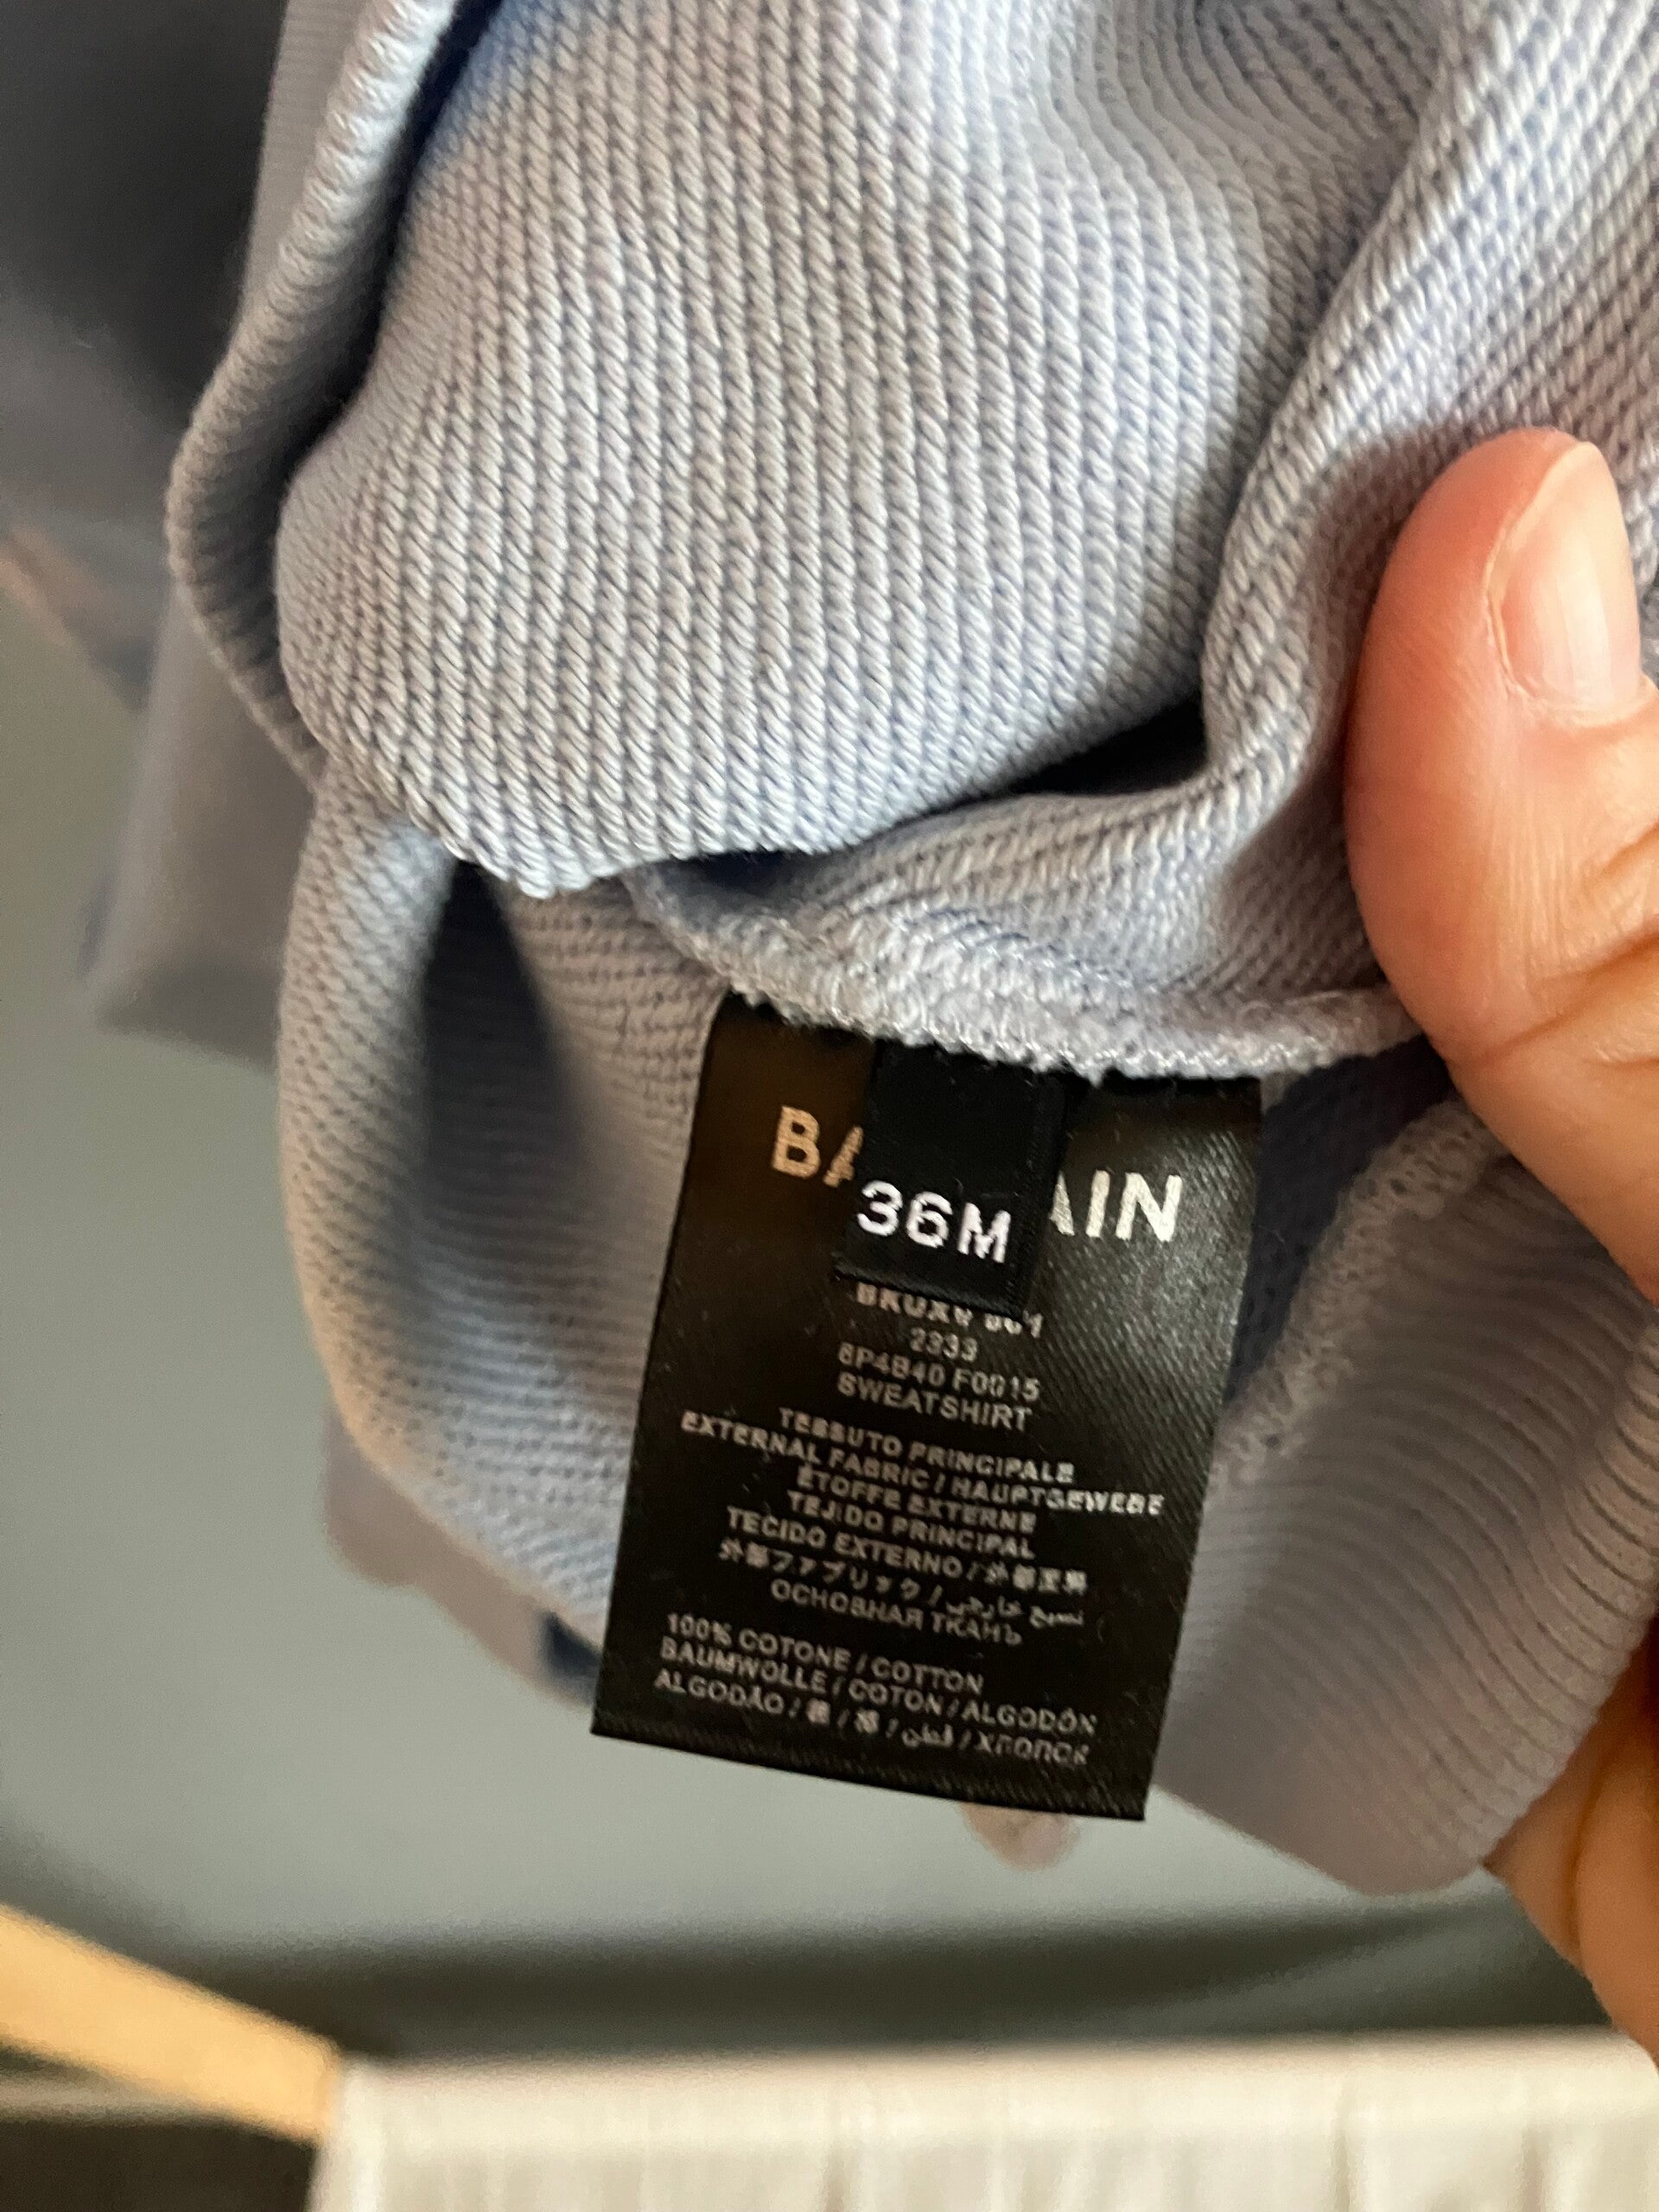 BA
AIN
36M
2333
6P4B40 F0015
SWEATSHIRT
TESSUTO PRINCIPALE
EXTERNAL FABRIC / HAUPTGEWEBE
ÉTOFFE EXTERNE
TEJIDO PRINCIPAL
TECIDO EXTERNO / 外部面料
外部ファブリック / نسيج خارجي
ОСНОВНАЯ ТКАНЬ
100% COTONE / COTTON
BAUMWOLLE / COTON / ALGODÓN
ALGODÃO / 綿 / 棉 / قطن / ХЛОПОК